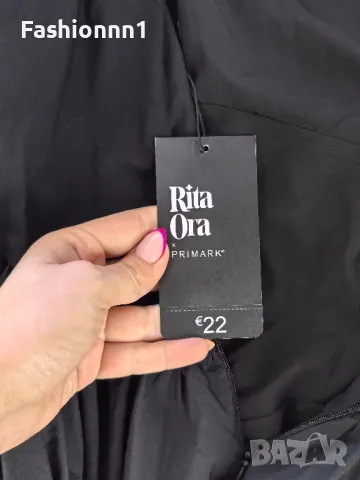 Fashionnn1
Rita
Ora
x
PRIMARK®
€22
BAZAR